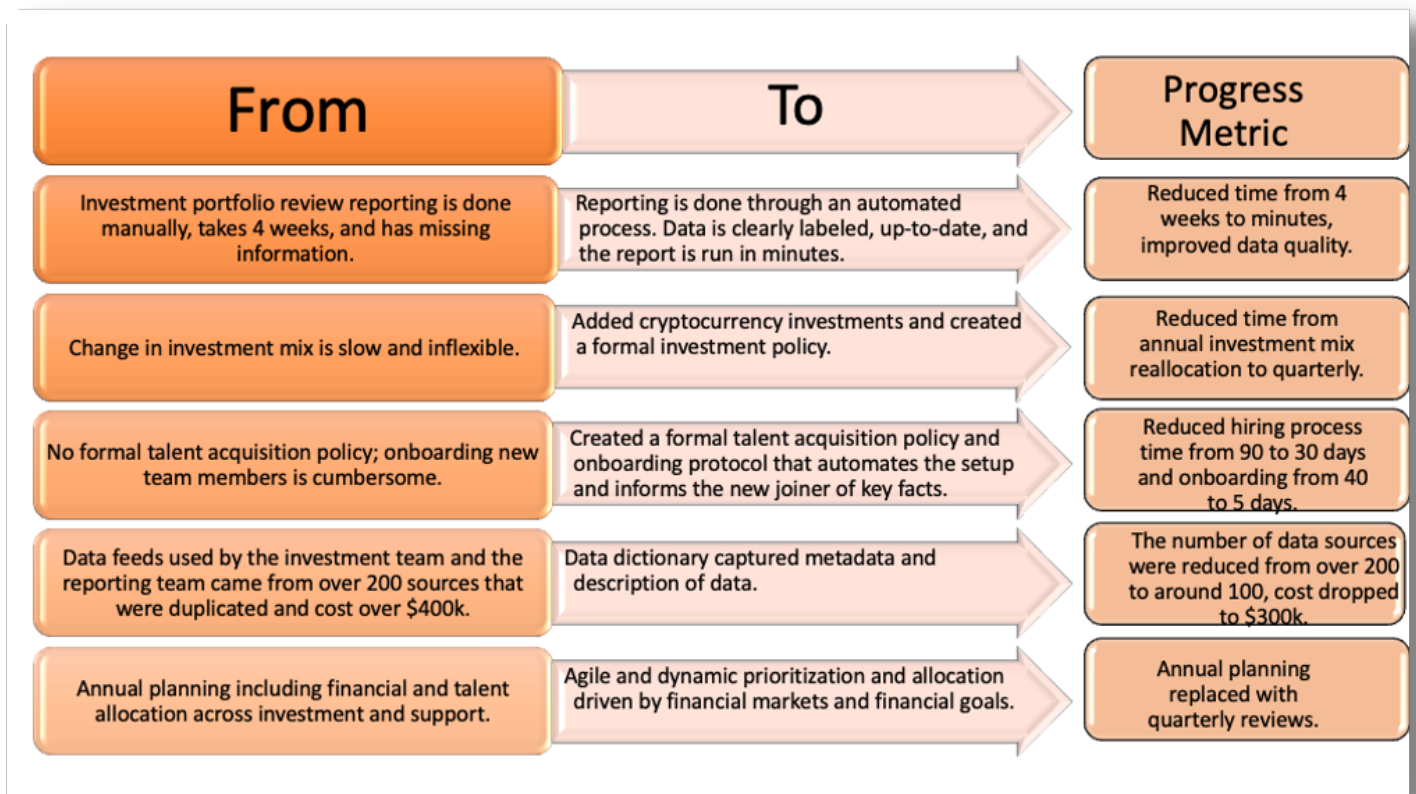 From
To
Progress
Metric
Investment portfolio review reporting is done
manually, takes 4 weeks, and has missing
information.
Reporting is done through an automated
process. Data is clearly labeled, up-to-date, and
the report is run in minutes.
Reduced time from 4
weeks to minutes,
improved data quality.
Change in investment mix is slow and inflexible.
Added cryptocurrency investments and created
a formal investment policy.
Reduced time from
annual investment mix
reallocation to quarterly.
No formal talent acquisition policy; onboarding new
team members is cumbersome.
Created a formal talent acquisition policy and
onboarding protocol that automates the setup
and informs the new joiner of key facts.
Reduced hiring process
time from 90 to 30 days
and onboarding from 40
to 5 days.
Data feeds used by the investment team and the
reporting team came from over 200 sources that
were duplicated and cost over $400k.
Data dictionary captured metadata and
description of data.
The number of data sources
were reduced from over 200
to around 100, cost dropped
to $300k.
Annual planning including financial and talent
allocation across investment and support.
Agile and dynamic prioritization and allocation
driven by financial markets and financial goals.
Annual planning
replaced with
quarterly reviews.